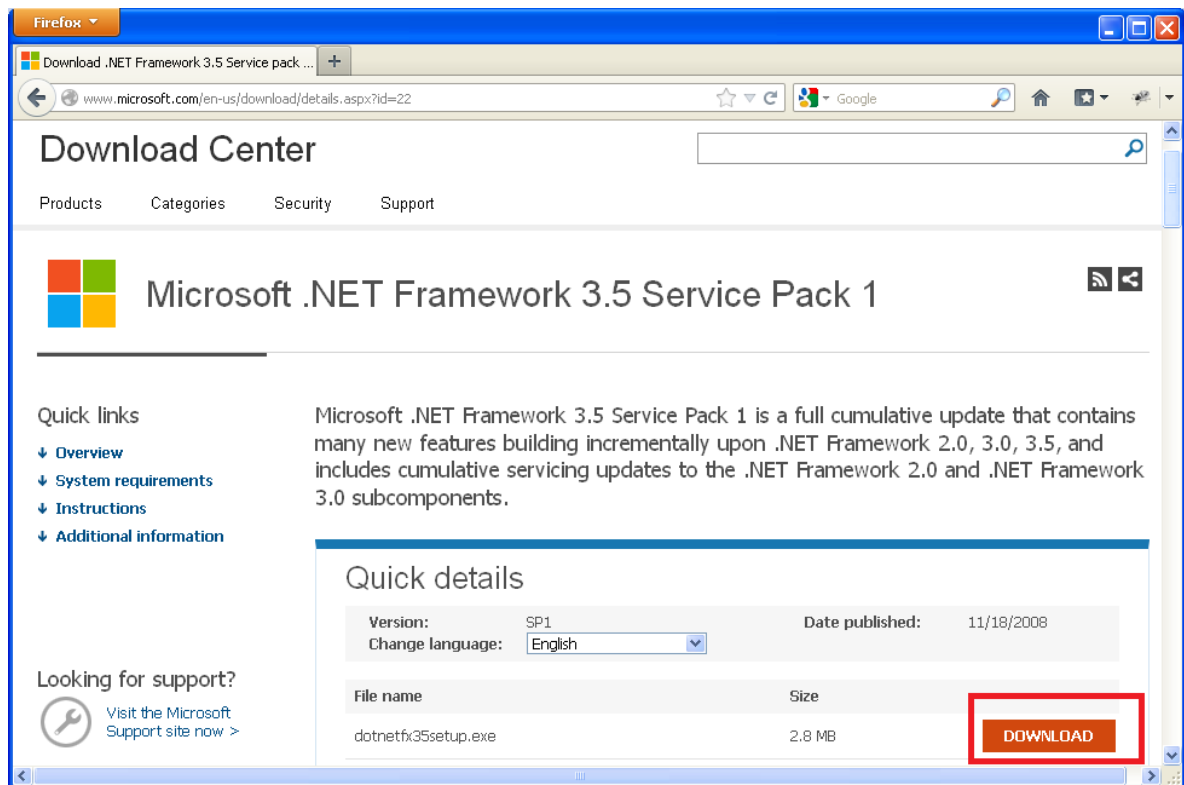 Firefox
Download .NET Framework 3.5 Service pack ...
www.microsoft.com/en-us/download/details.aspx?id=22
Google
Download Center
Products Categories Security Support
Microsoft .NET Framework 3.5 Service Pack 1
Quick links
Overview
System requirements
Instructions
Additional information
Microsoft .NET Framework 3.5 Service Pack 1 is a full cumulative update that contains
many new features building incrementally upon .NET Framework 2.0, 3.0, 3.5, and
includes cumulative servicing updates to the .NET Framework 2.0 and .NET Framework
3.0 subcomponents.
Quick details
Version: SP1 Date published: 11/18/2008
Change language: English
Looking for support?
Visit the Microsoft
Support site now >
File name Size
dotnetfx35setup.exe 2.8 MB DOWNLOAD